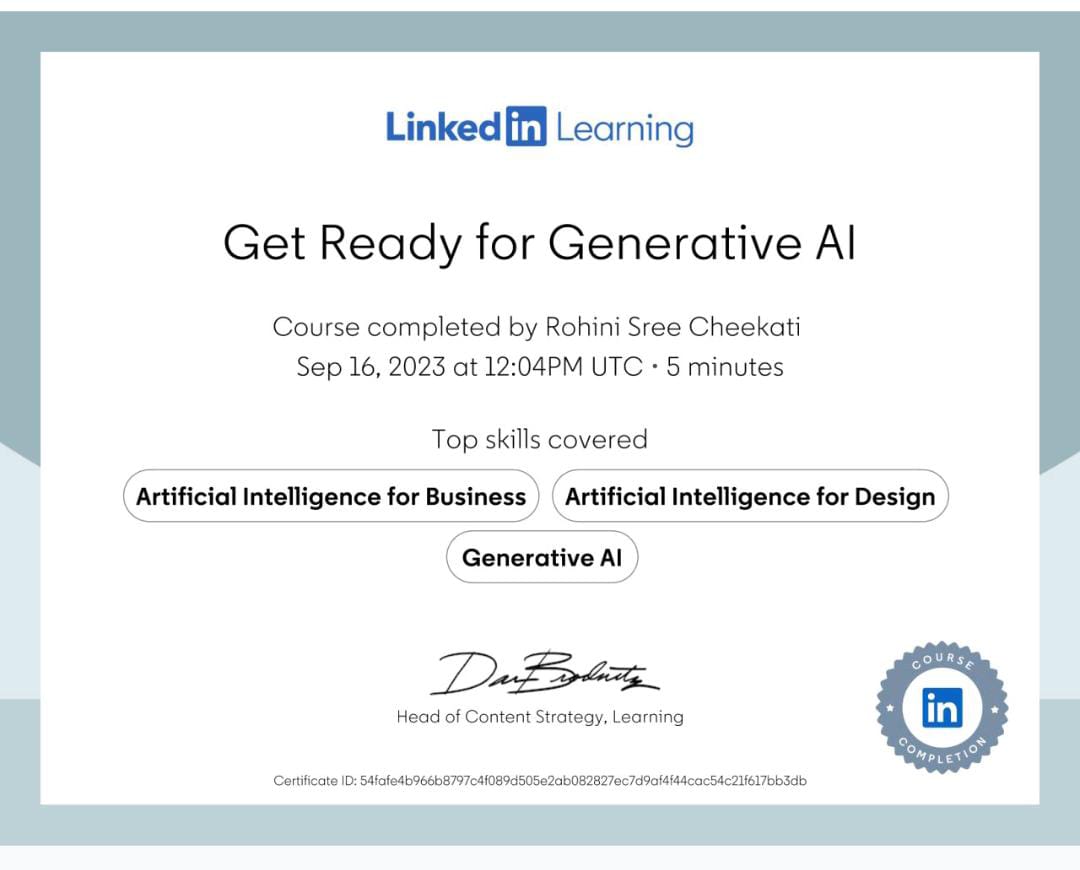 Linked in Learning
Get Ready for Generative AI
Course completed by Rohini Sree Cheekati
Sep 16, 2023 at 12:04PM UTC • 5 minutes
Top skills covered
Artificial Intelligence for Business
Artificial Intelligence for Design
Generative AI
Dan Brodnitz
Head of Content Strategy, Learning
COURSE
in
COMPLETION
Certificate ID: 54fafe4b966b8797c4f089d505e2ab082827ec7d9af4f44cac54c21f617bb3db